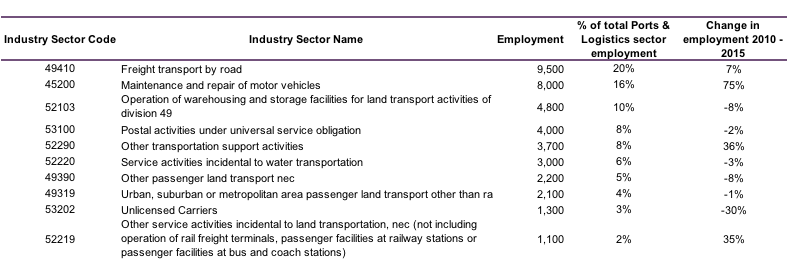 Industry Sector Code Industry Sector Name Employment % of total Ports & Logistics sector employment Change in employment 2010 - 2015
49410 Freight transport by road 9,500 20% 7%
45200 Maintenance and repair of motor vehicles 8,000 16% 75%
52103 Operation of warehousing and storage facilities for land transport activities of
division 49 4,800 10% -8%
53100 Postal activities under universal service obligation 4,000 8% -2%
52290 Other transportation support activities 3,700 8% 36%
52220 Service activities incidental to water transportation 3,000 6% -3%
49390 Other passenger land transport nec 2,200 5% -8%
49319 Urban, suburban or metropolitan area passenger land transport other than ra 2,100 4% -1%
53202 Unlicensed Carriers 1,300 3% -30%
Other service activities incidental to land transportation, nec (not including
52219 operation of rail freight terminals, passenger facilities at railway stations or 1,100 2% 35%
passenger facilities at bus and coach stations)